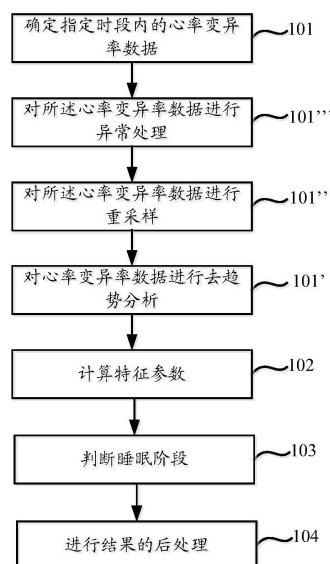 确定指定时段内的心率变异
率数据
101
对所述心率变异率数据进行
异常处理
101'''
对所述心率变异率数据进行
重采样
101''
对心率变异率数据进行去趋
势分析
101'
计算特征参数
102
判断睡眠阶段
103
进行结果的后处理
104